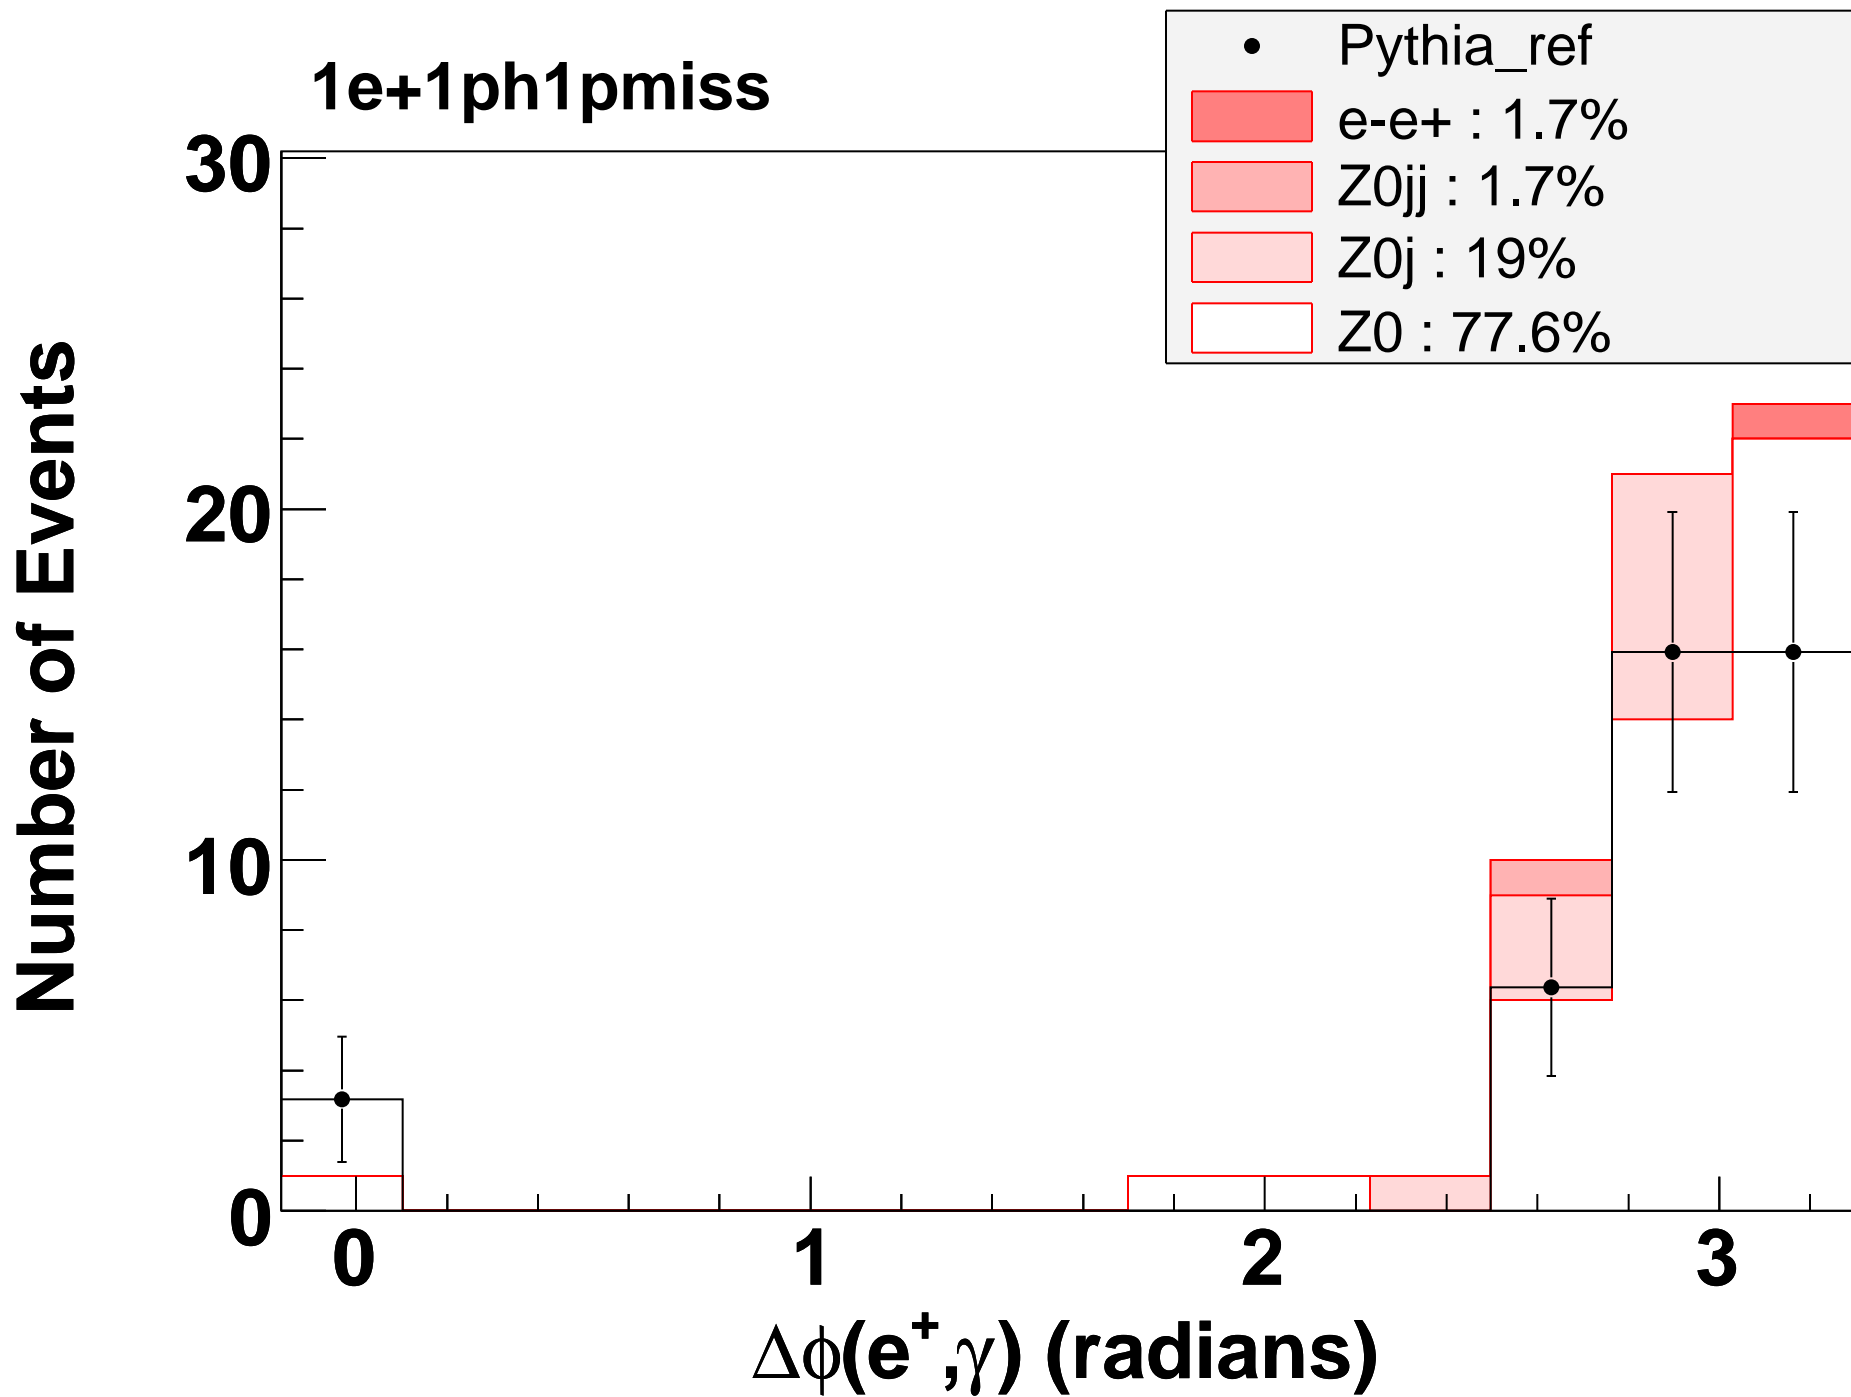 1e+1ph1pmiss
Pythia_ref
e-e+ : 1.7%
Z0jj : 1.7%
Z0j : 19%
Z0 : 77.6%
Number of Events
30
20
10
0
0 1 2 3
Δϕ(e⁺,γ) (radians)